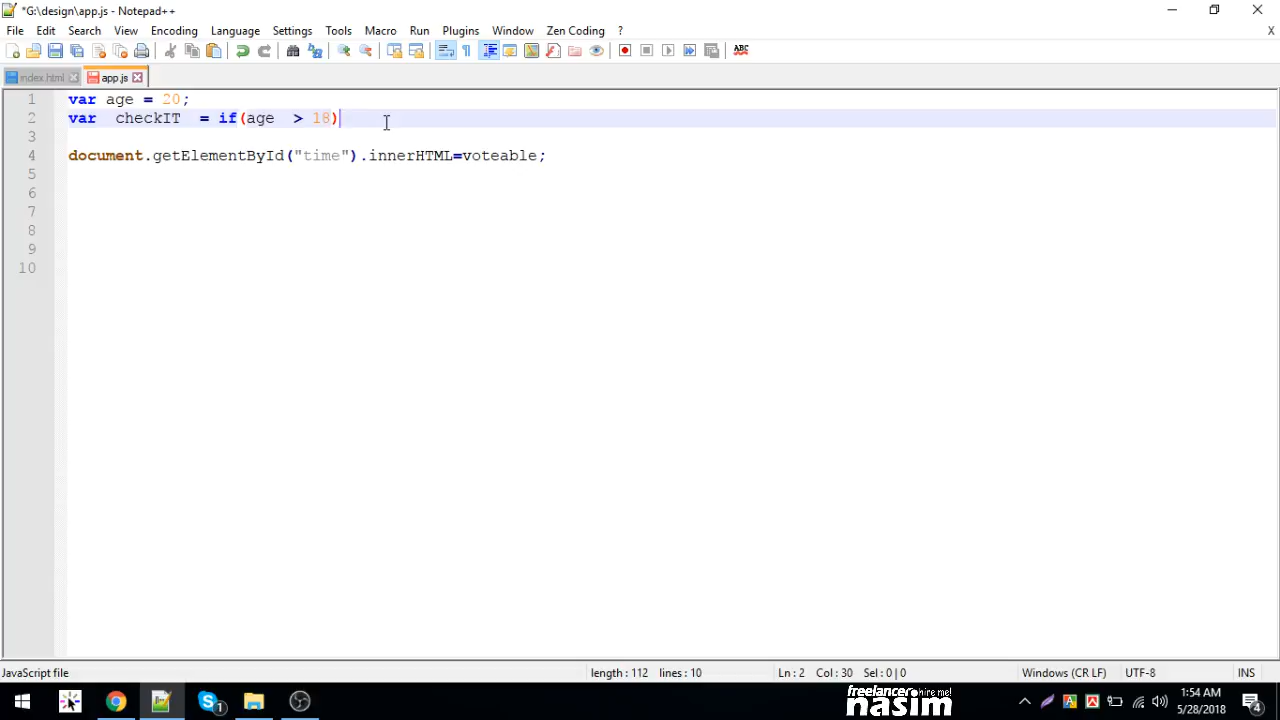 *G:\design\app.js - Notepad++
File Edit Search View Encoding Language Settings Tools Macro Run Plugins Window Zen Coding ? X
ABC
index.html app.js
1 var age = 20;
2 var  checkIT  = if(age  > 18)
3
4 document.getElementById("time").innerHTML=voteable;
5
6
7
8
9
10
JavaScript file length : 112 lines : 10 Ln : 2 Col : 30 Sel : 0 | 0 Windows (CR LF) UTF-8 INS
freelancer hire me!
nasim
1
1:54 AM
5/28/2018
4